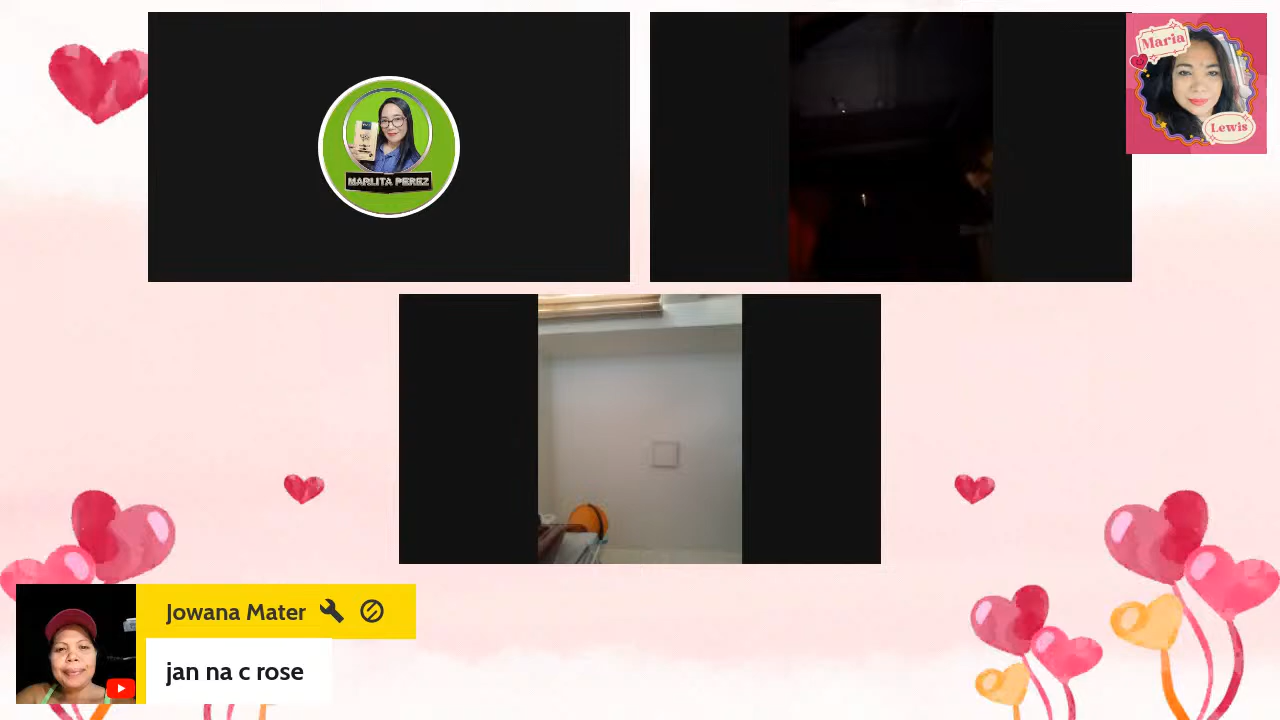 MARLITA PEREZ
Maria
Lewis
Jowana Mater
jan na c rose